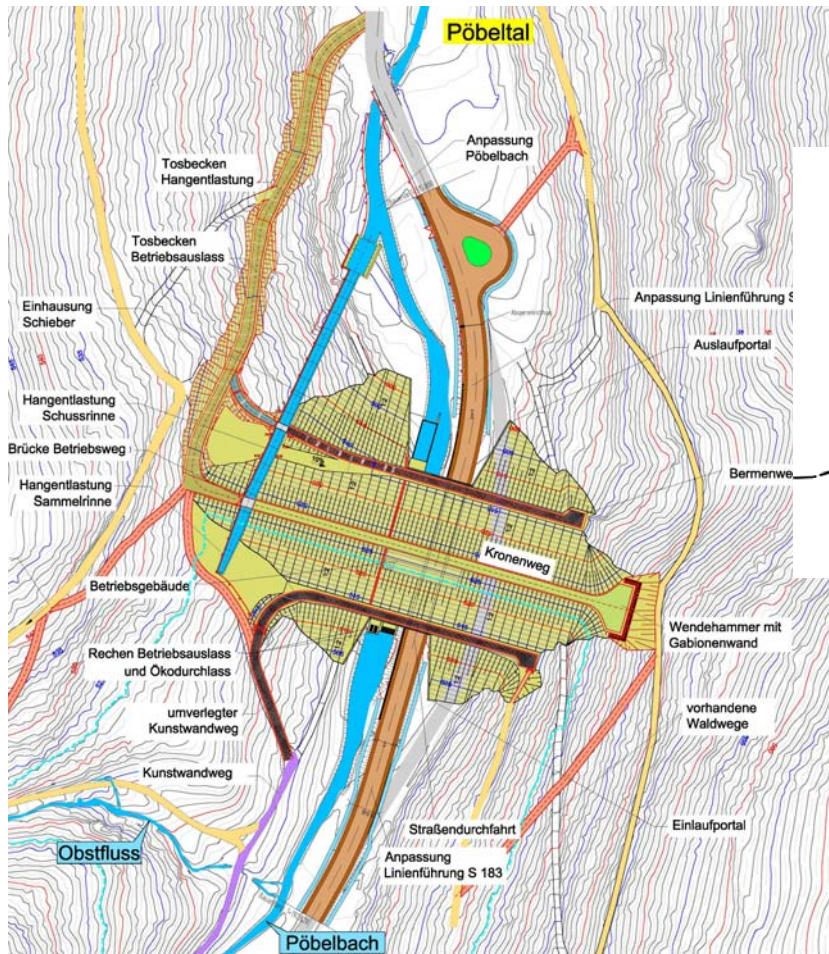 Pöbeltal
Anpassung
Pöbelbach
Tosbecken
Hangentlastung
Tosbecken
Betriebsauslass
Einhausung
Schieber
Anpassung Linienführung S
Auslaufportal
Hangentlastung
Schussrinne
Brücke Betriebsweg
Hangentlastung
Sammelrinne
Bermenwe
Kronenweg
Betriebsgebäude
Wendehammer mit
Gabionenwand
Rechen Betriebsauslass
und Ökodurchlass
umverlegter
Kunstwandweg
vorhandene
Waldwege
Kunstwandweg
Straßendurchfahrt
Einlaufportal
Obstfluss
Anpassung
Linienführung S 183
Pöbelbach